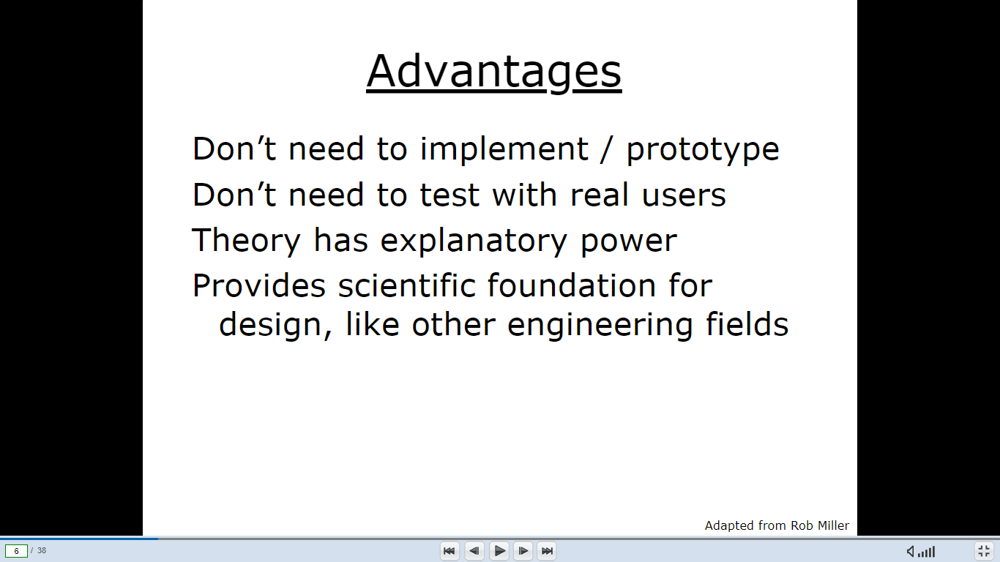 Advantages
Don’t need to implement / prototype
Don’t need to test with real users
Theory has explanatory power
Provides scientific foundation for
design, like other engineering fields
Adapted from Rob Miller
6 / 38